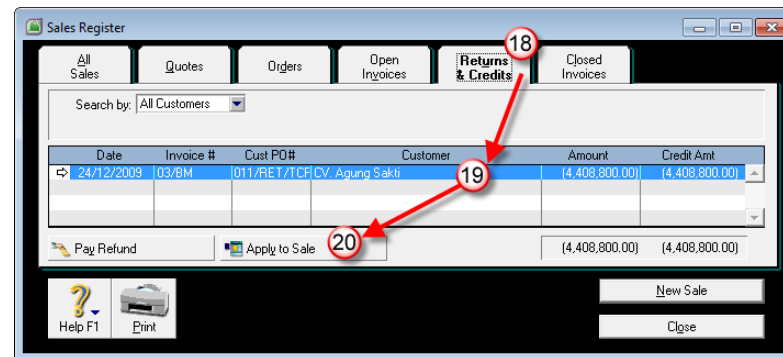 Sales Register
18
All Sales
Quotes
Orders
Open Invoices
Returns & Credits
Closed Invoices
Search by: All Customers
Date Invoice # Cust PO# Customer Amount Credit Amt
24/12/2009 03/BM 011/RET/TCF CV. Agung Sakti (4,408,800.00) (4,408,800.00)
19
Pay Refund Apply to Sale 20 (4,408,800.00) (4,408,800.00)
New Sale
Help F1 Print Close